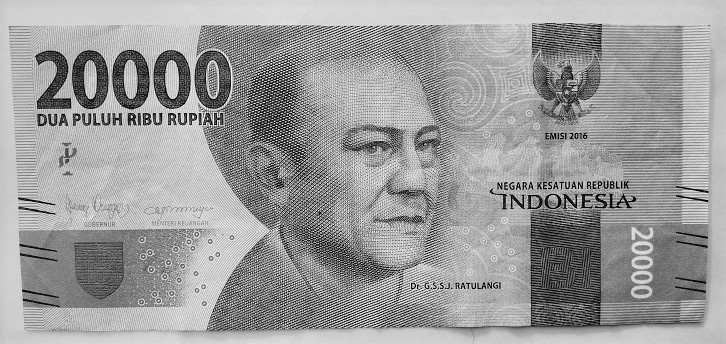 20000
DUA PULUH RIBU RUPIAH
EMISI 2016
NEGARA KESATUAN REPUBLIK
INDONESIA
GUBERNUR
MENTERI KEUANGAN
20000
Dr. G.S.S.J. RATULANGI